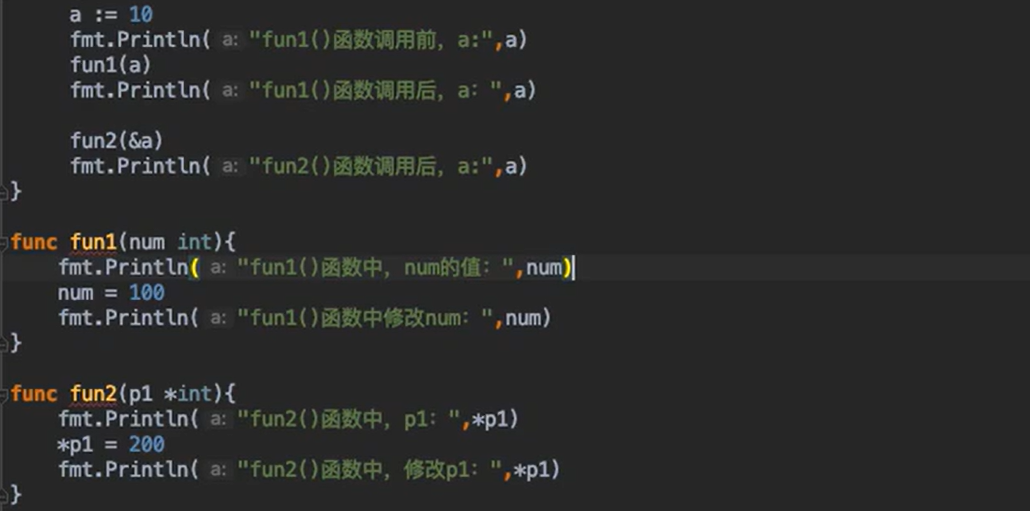 a := 10
fmt.Println( a: "fun1()函数调用前，a:",a)
fun1(a)
fmt.Println( a: "fun1()函数调用后，a：",a)
fun2(&a)
fmt.Println( a: "fun2()函数调用后，a:",a)
}
func fun1(num int){
fmt.Println( a: "fun1()函数中，num的值：",num)
num = 100
fmt.Println( a: "fun1()函数中修改num：",num)
}
func fun2(p1 *int){
fmt.Println( a: "fun2()函数中，p1：",*p1)
*p1 = 200
fmt.Println( a: "fun2()函数中，修改p1：",*p1)
}